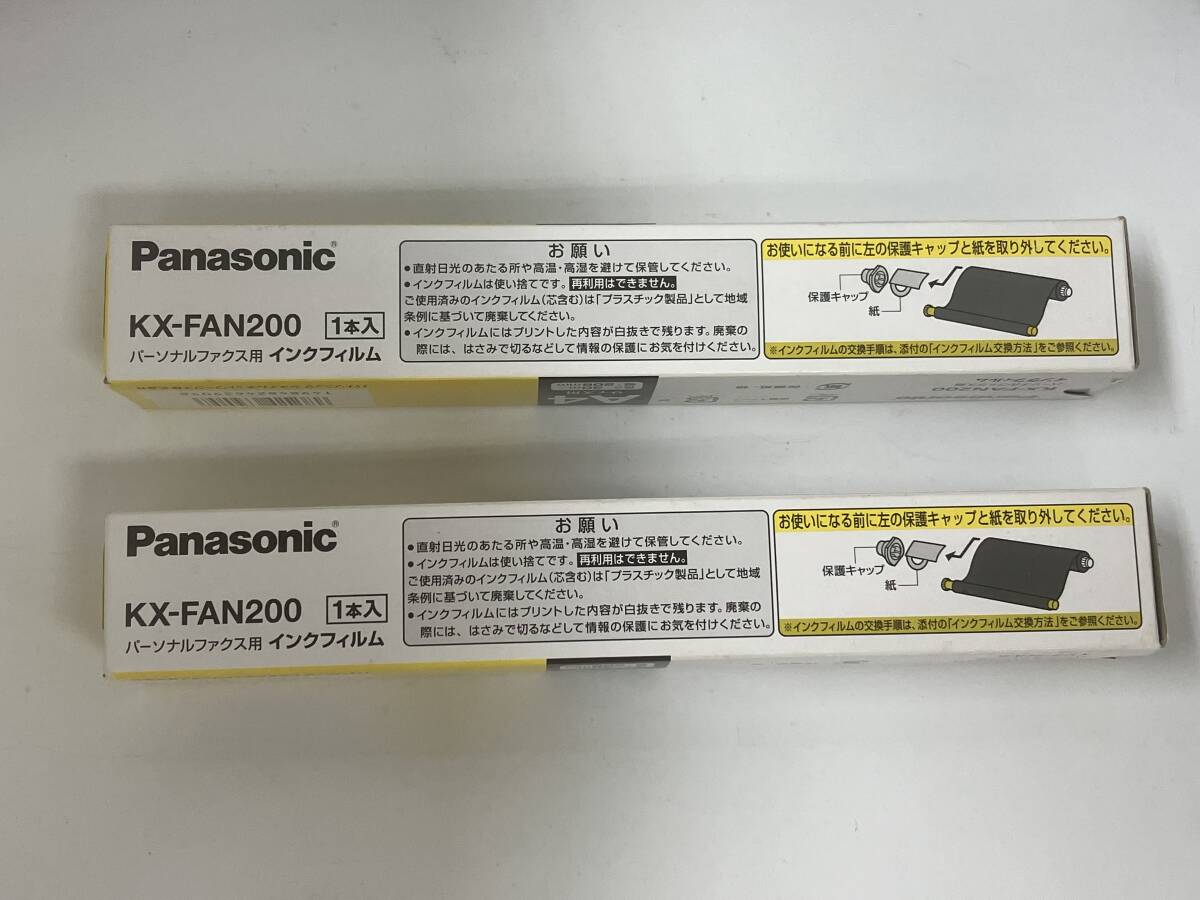 Panasonic®
KX-FAN200 1本入
パーソナルファクス用 インクフィルム
お願い
●直射日光のあたる所や高温・高湿を避けて保管してください。
●インクフィルムは使い捨てです。再利用はできません。
ご使用済みのインクフィルム(芯含む)は「プラスチック製品」として地域
条例に基づいて廃棄してください。
●インクフィルムにはプリントした内容が白抜きで残ります。廃棄の
際には、はさみで切るなどして情報の保護にお気を付けください。
お使いになる前に左の保護キャップと紙を取り外してください。
保護キャップ
紙
※インクフィルムの交換手順は、添付の「インクフィルム交換方法」をご参照ください。
A4
Panasonic
KX-FAN200
インクフィルム
Panasonic®
KX-FAN200 1本入
パーソナルファクス用 インクフィルム
お願い
●直射日光のあたる所や高温・高湿を避けて保管してください。
●インクフィルムは使い捨てです。再利用はできません。
ご使用済みのインクフィルム(芯含む)は「プラスチック製品」として地域
条例に基づいて廃棄してください。
●インクフィルムにはプリントした内容が白抜きで残ります。廃棄の
際には、はさみで切るなどして情報の保護にお気を付けください。
お使いになる前に左の保護キャップと紙を取り外してください。
保護キャップ
紙
※インクフィルムの交換手順は、添付の「インクフィルム交換方法」をご参照ください。